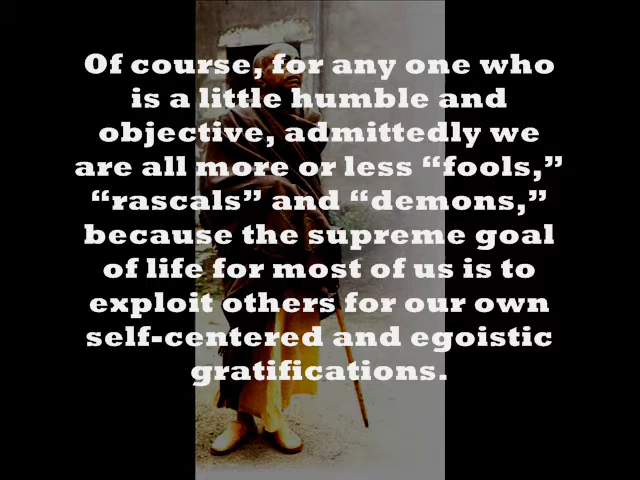 Of course, for any one who
is a little humble and
objective, admittedly we
are all more or less “fools,”
“rascals” and “demons,”
because the supreme goal
of life for most of us is to
exploit others for our own
self-centered and egoistic
gratifications.